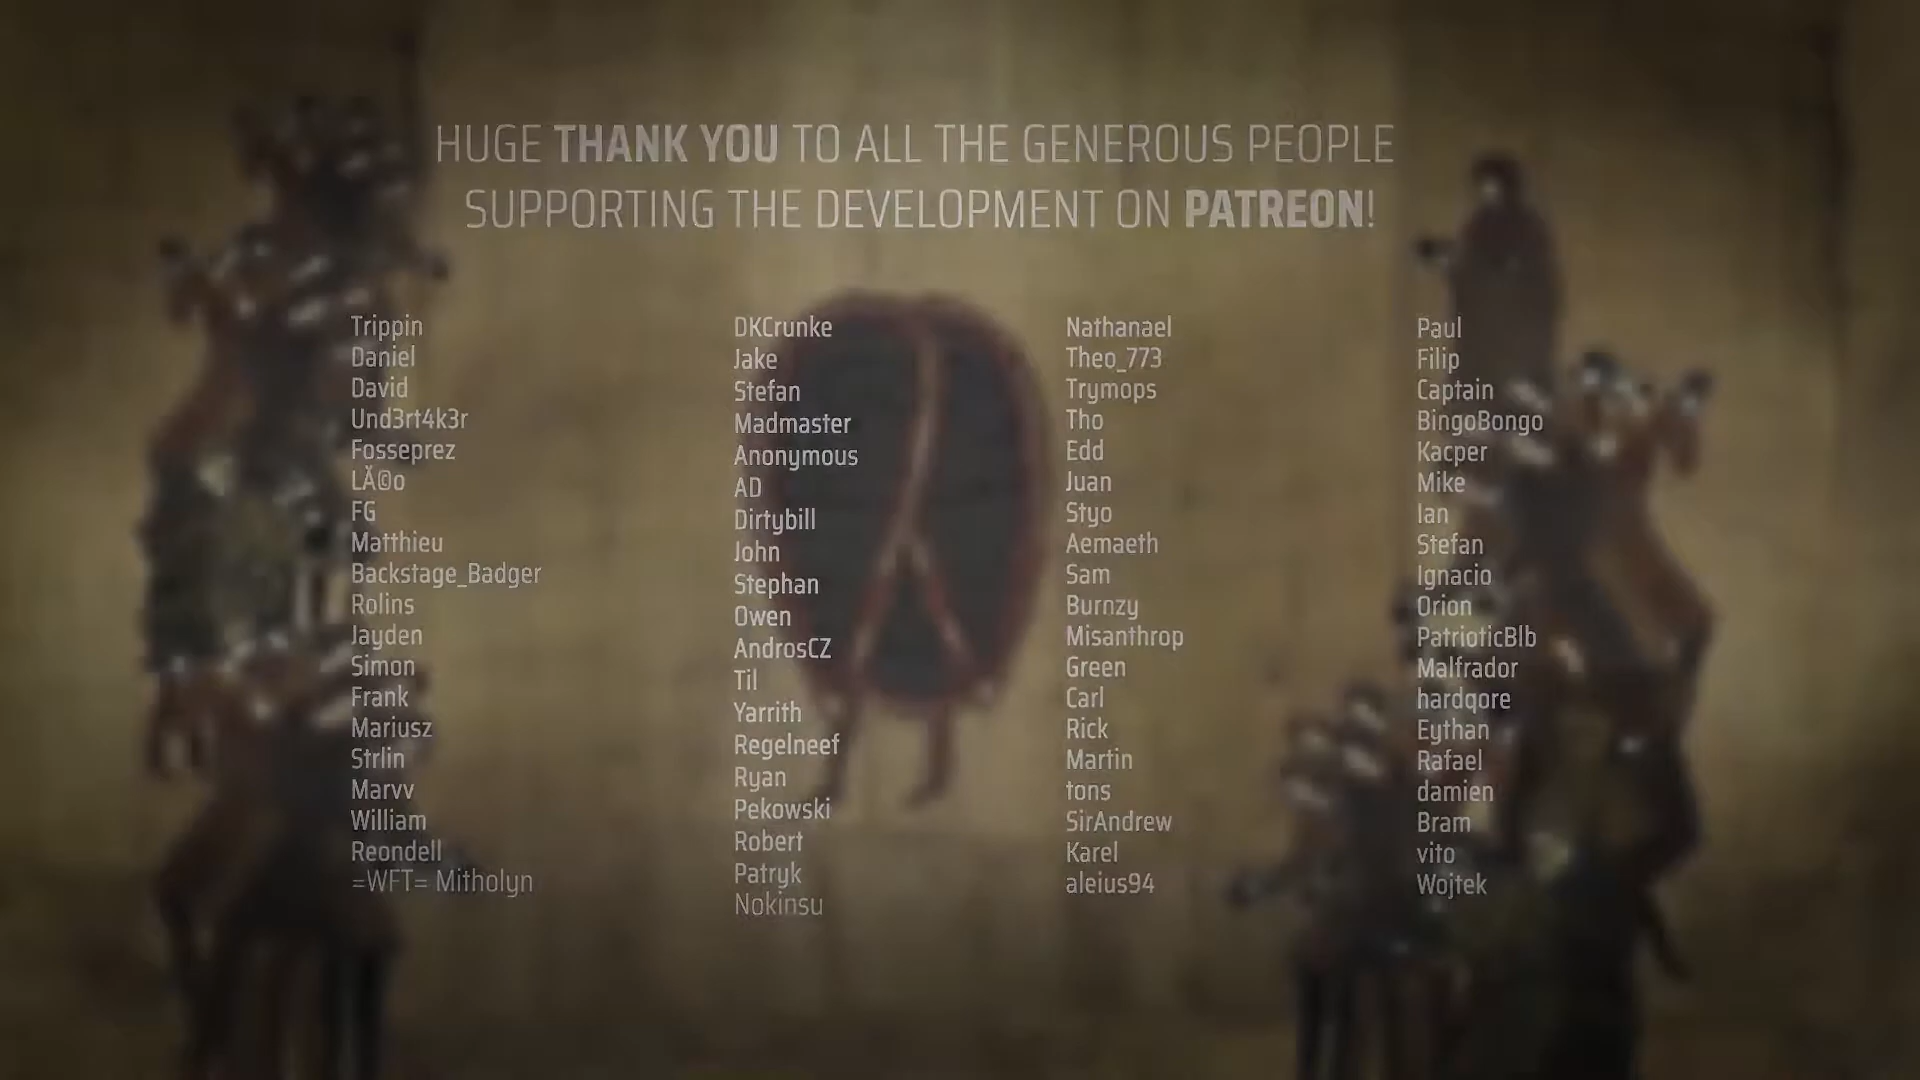 HUGE THANK YOU TO ALL THE GENEROUS PEOPLE
SUPPORTING THE DEVELOPMENT ON PATREON!
Trippin
Daniel
David
Und3rt4k3r
Fosseprez
LĂ©o
FG
Matthieu
Backstage_Badger
Rolins
Jayden
Simon
Frank
Mariusz
Strlin
Marvv
William
Reondell
=WFT= Mitholyn
DKCrunke
Jake
Stefan
Madmaster
Anonymous
AD
Dirtybill
John
Stephan
Owen
AndrosCZ
Til
Yarrith
Regelneef
Ryan
Pekowski
Robert
Patryk
Nokinsu
Nathanael
Theo_773
Trymops
Tho
Edd
Juan
Styo
Aemaeth
Sam
Burnzy
Misanthrop
Green
Carl
Rick
Martin
tons
SirAndrew
Karel
aleius94
Paul
Filip
Captain
BingoBongo
Kacper
Mike
Ian
Stefan
Ignacio
Orion
PatrioticBlb
Malfrador
hardqore
Eythan
Rafael
damien
Bram
vito
Wojtek